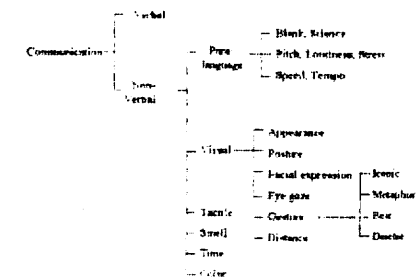 Verbal
Communication
Non-
Verbal
Para
language
Blank, Silence
Pitch, Loudness, Stress
Speed, Tempo
Visual
Appearance
Posture
Facial expression
Eye gaze
Gesture
Distance
Iconic
Metaphor
Beat
Deictic
Tactile
Smell
Time
Color